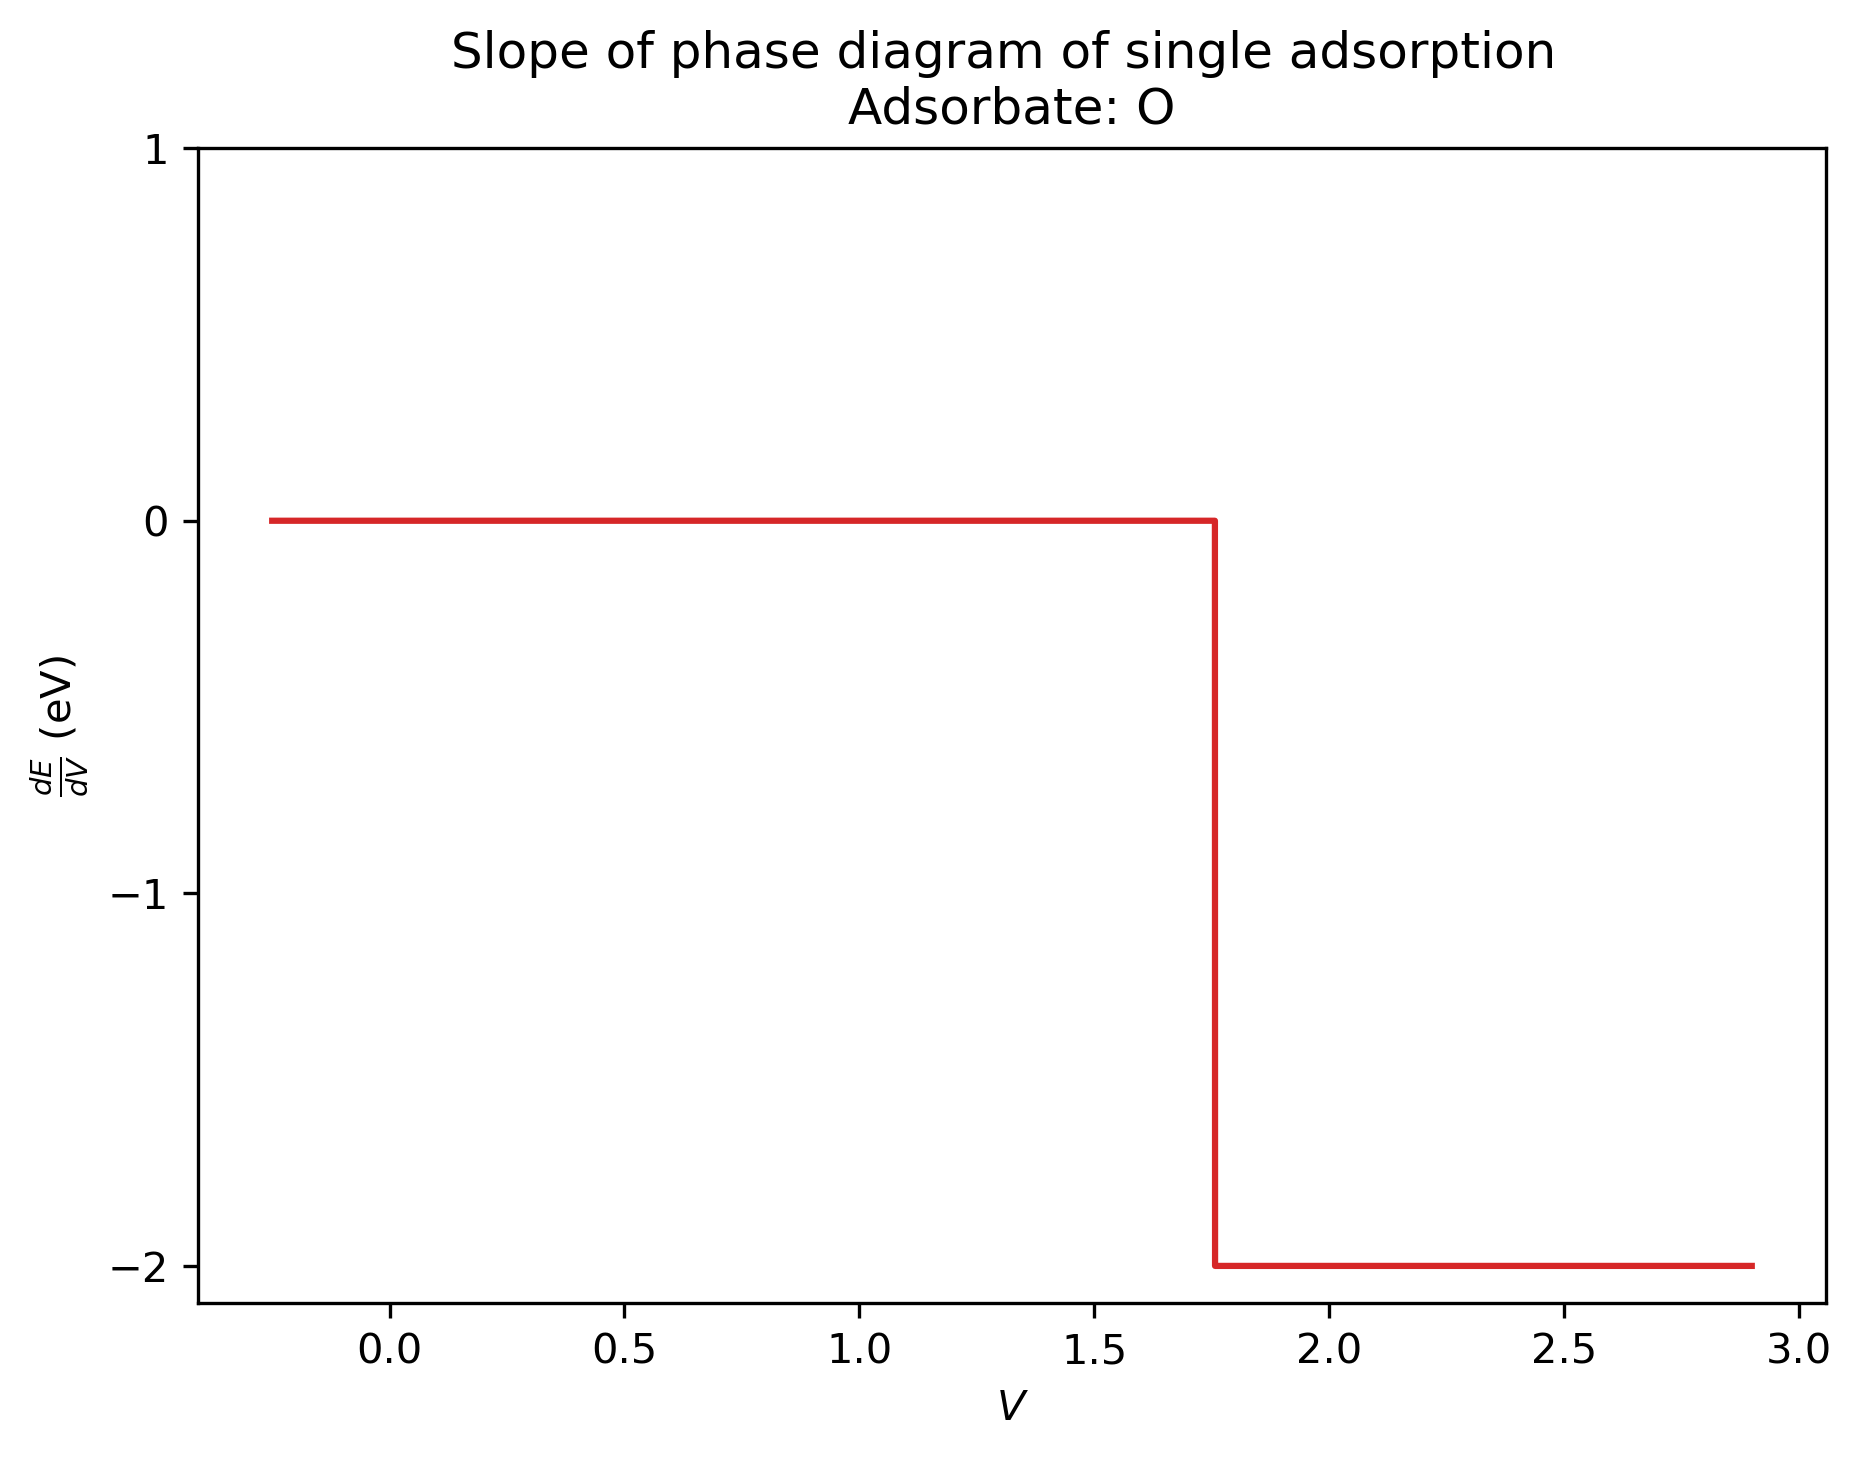 Slope of phase diagram of single adsorption
Adsorbate: O
1
0
−1
−2
dE/dV (eV)
0.0 0.5 1.0 1.5 2.0 2.5 3.0
V